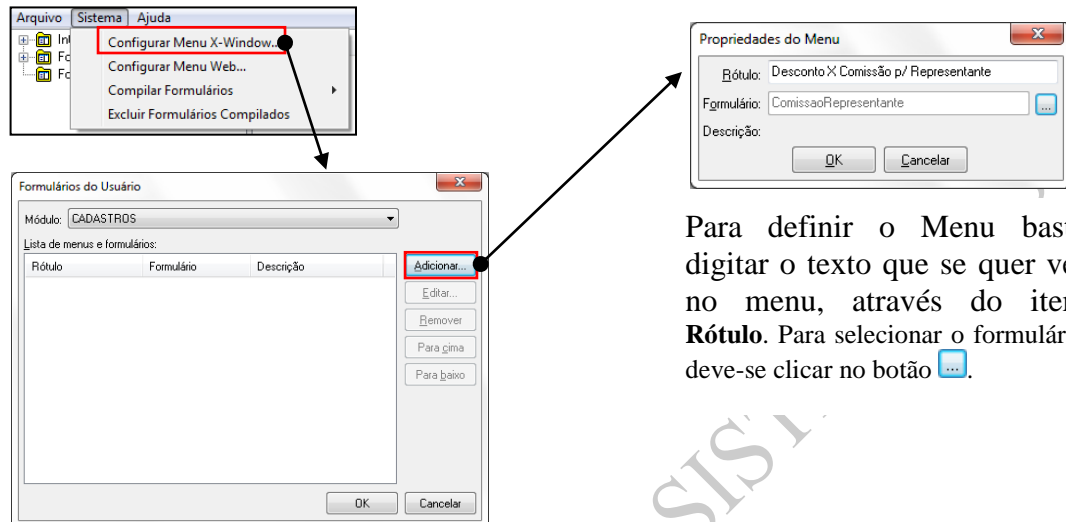 Arquivo Sistema Ajuda
Configurar Menu X-Window...
Configurar Menu Web...
Compilar Formulários
Excluir Formulários Compilados
Formulários do Usuário
Módulo: CADASTROS
Lista de menus e formulários:
Rótulo Formulário Descrição
Adicionar...
Editar...
Remover
Para cima
Para baixo
OK Cancelar
Propriedades do Menu
Rótulo: Desconto X Comissão p/ Representante
Formulário: ComissaoRepresentante ...
Descrição:
OK Cancelar
Para definir o Menu bast
digitar o texto que se quer v
no menu, através do ite
Rótulo. Para selecionar o formulár
deve-se clicar no botão ... .
SIST